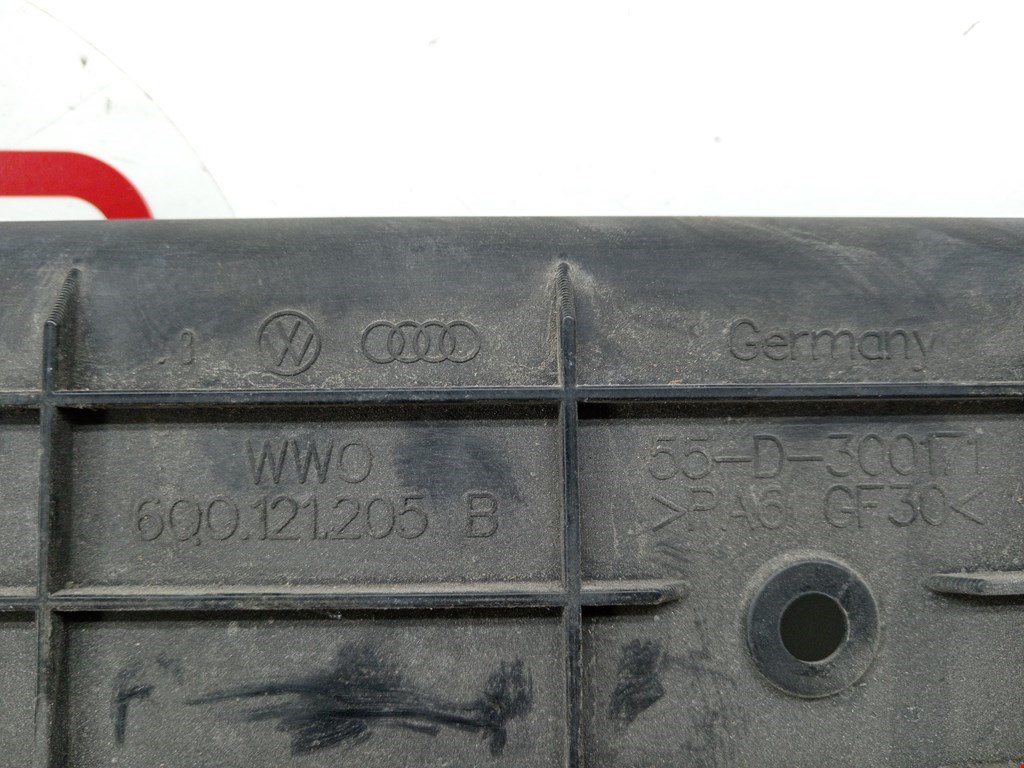 Germany
WWO
6Q0.121.205 B
55-D-300171
>PA6 GF30<